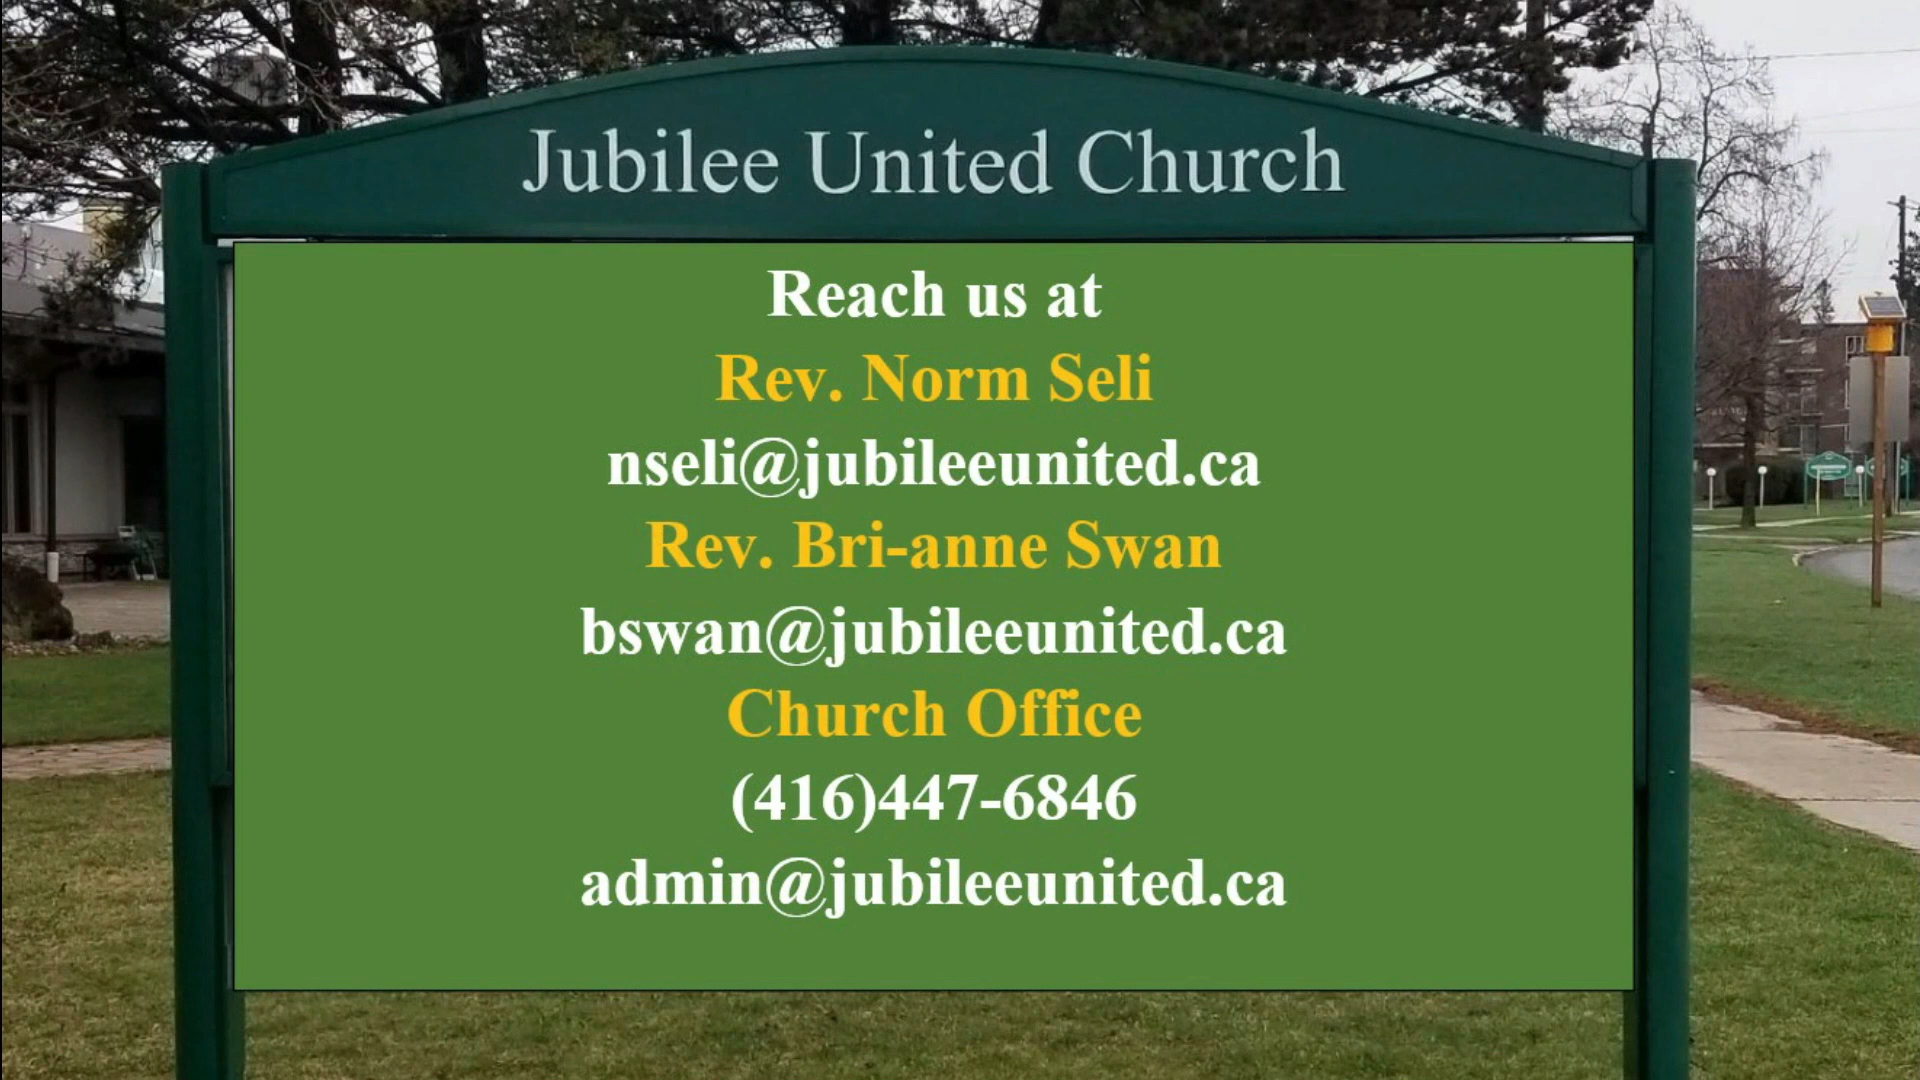 Jubilee United Church
Reach us at
Rev. Norm Seli
nseli@jubileeunited.ca
Rev. Bri-anne Swan
bswan@jubileeunited.ca
Church Office
(416)447-6846
admin@jubileeunited.ca